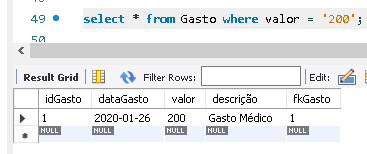 49 select * from Gasto where valor = '200';
50
Result Grid Filter Rows: Edit:
idGasto dataGasto valor descrição fkGasto
1 2020-01-26 200 Gasto Médico 1
NULL NULL NULL NULL NULL